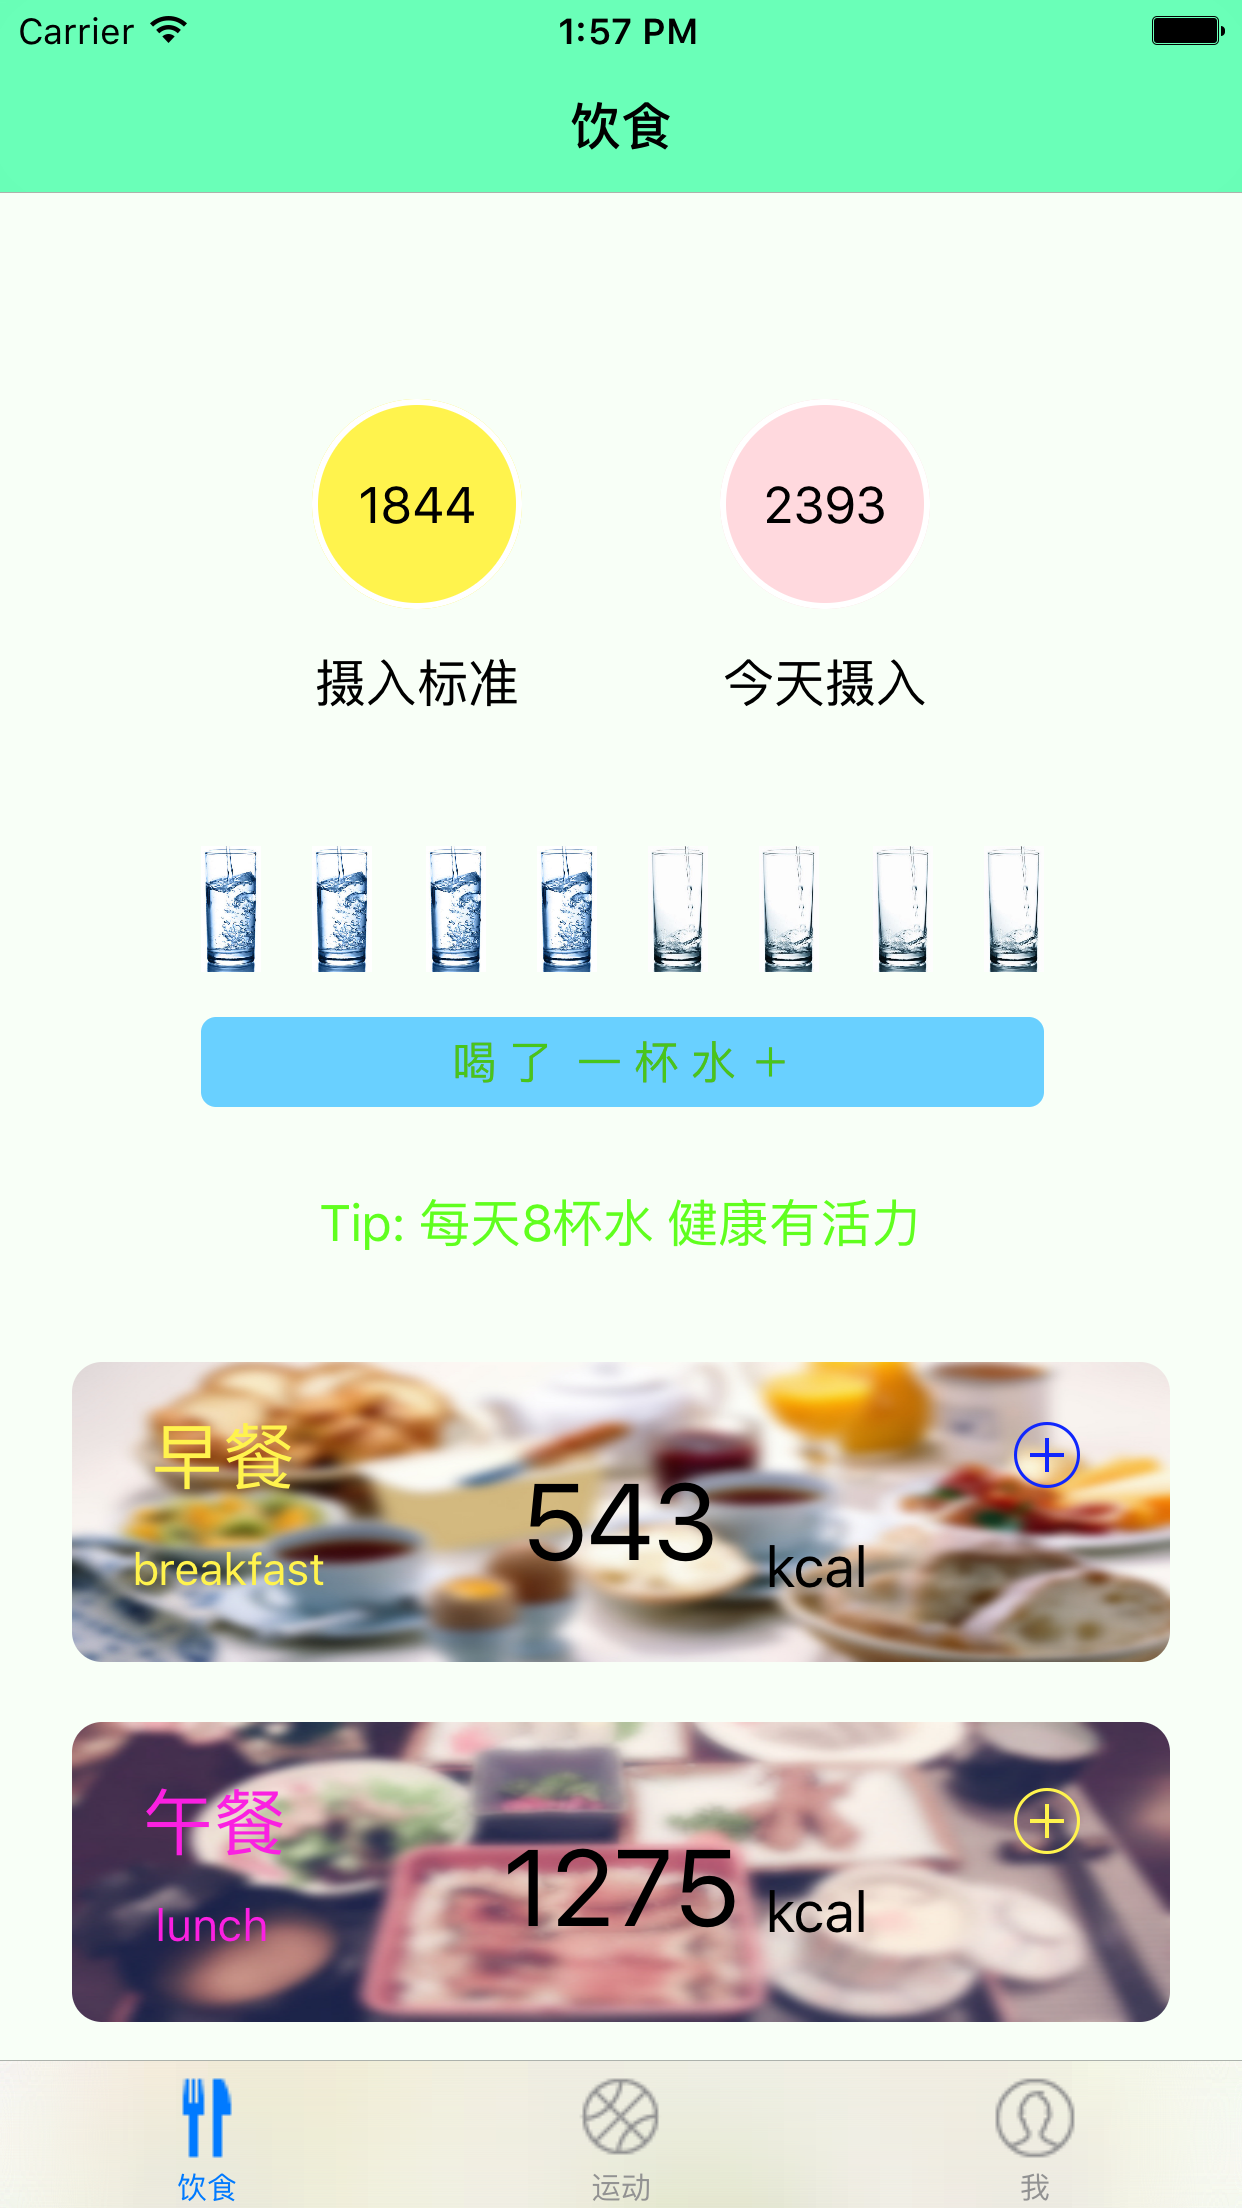 Carrier 1:57 PM
饮食
1844 2393
摄入标准 今天摄入
喝了 一杯水+
Tip: 每天8杯水 健康有活力
早餐
543 kcal
breakfast
午餐
1275 kcal
lunch
饮食 运动 我